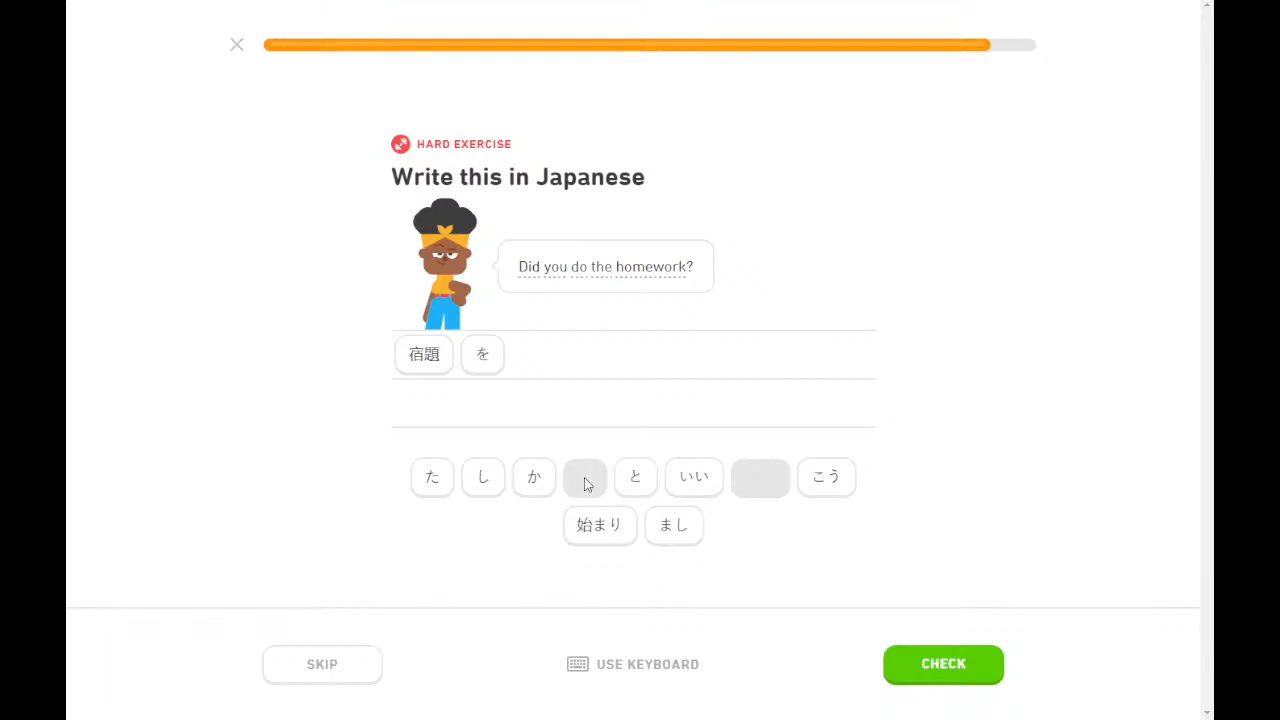 HARD EXERCISE
Write this in Japanese
Did you do the homework?
宿題 を
た し か と いい こう
始まり まし
SKIP USE KEYBOARD CHECK